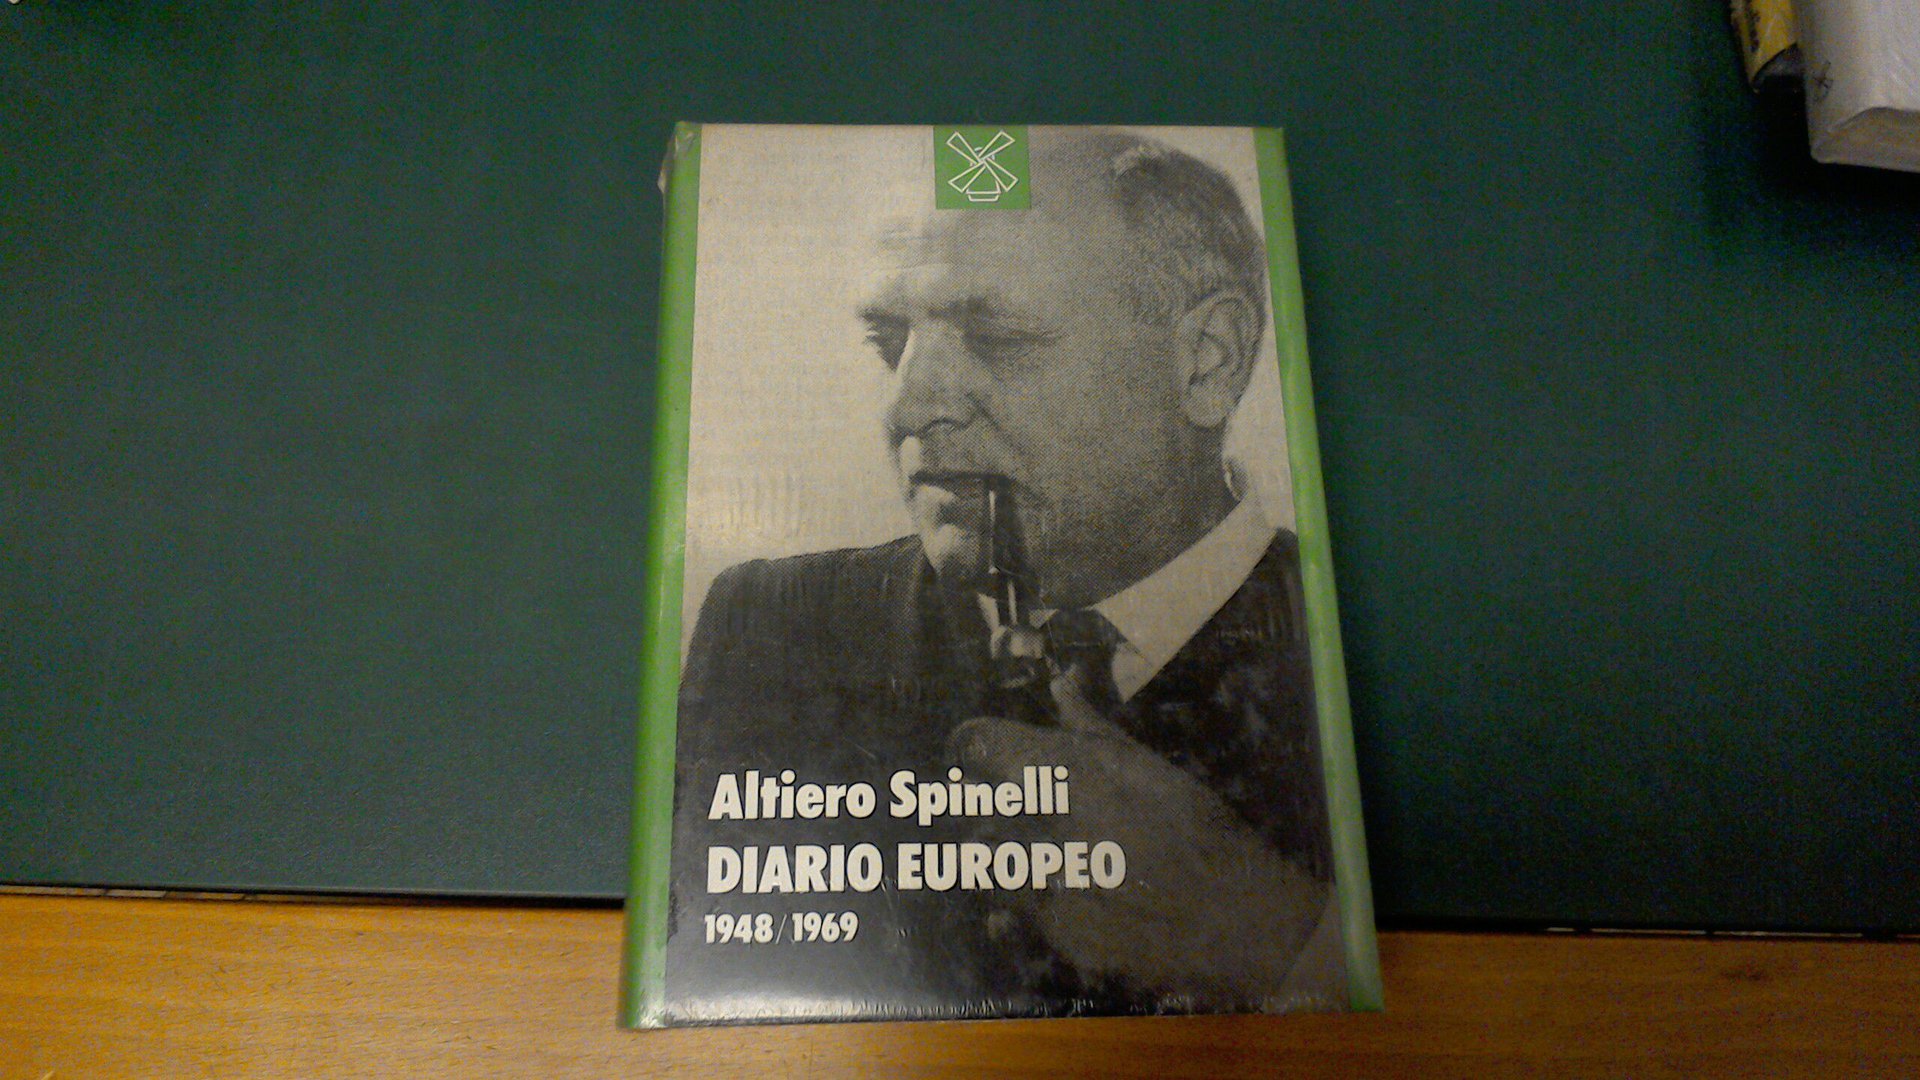 Altiero Spinelli
DIARIO EUROPEO
1948/1969